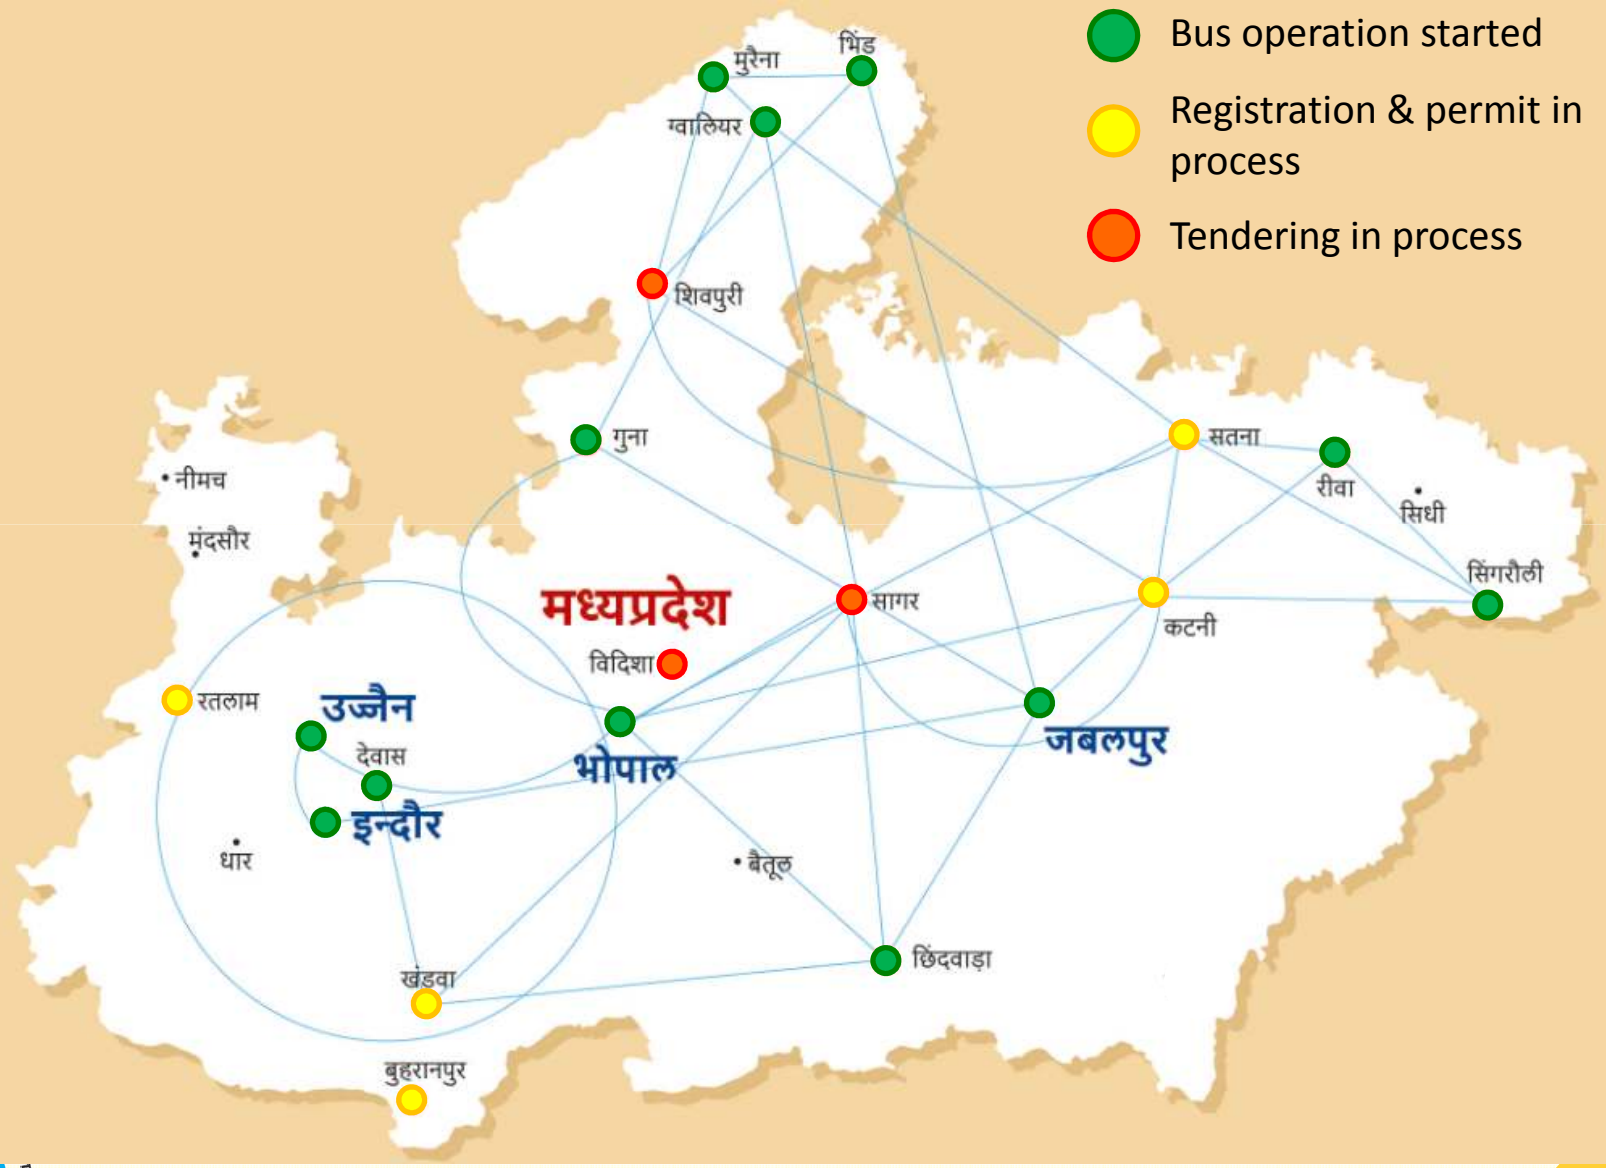 Bus operation started
Registration & permit in
process
Tendering in process
भिंड
मुरैना
ग्वालियर
शिवपुरी
गुना
सतना
रीवा
सिधी
सिंगरौली
नीमच
मंदसौर
मध्यप्रदेश
सागर
कटनी
विदिशा
रतलाम
उज्जैन
देवास
भोपाल
जबलपुर
इन्दौर
धार
बैतूल
छिंदवाड़ा
खंडवा
बुहरानपुर